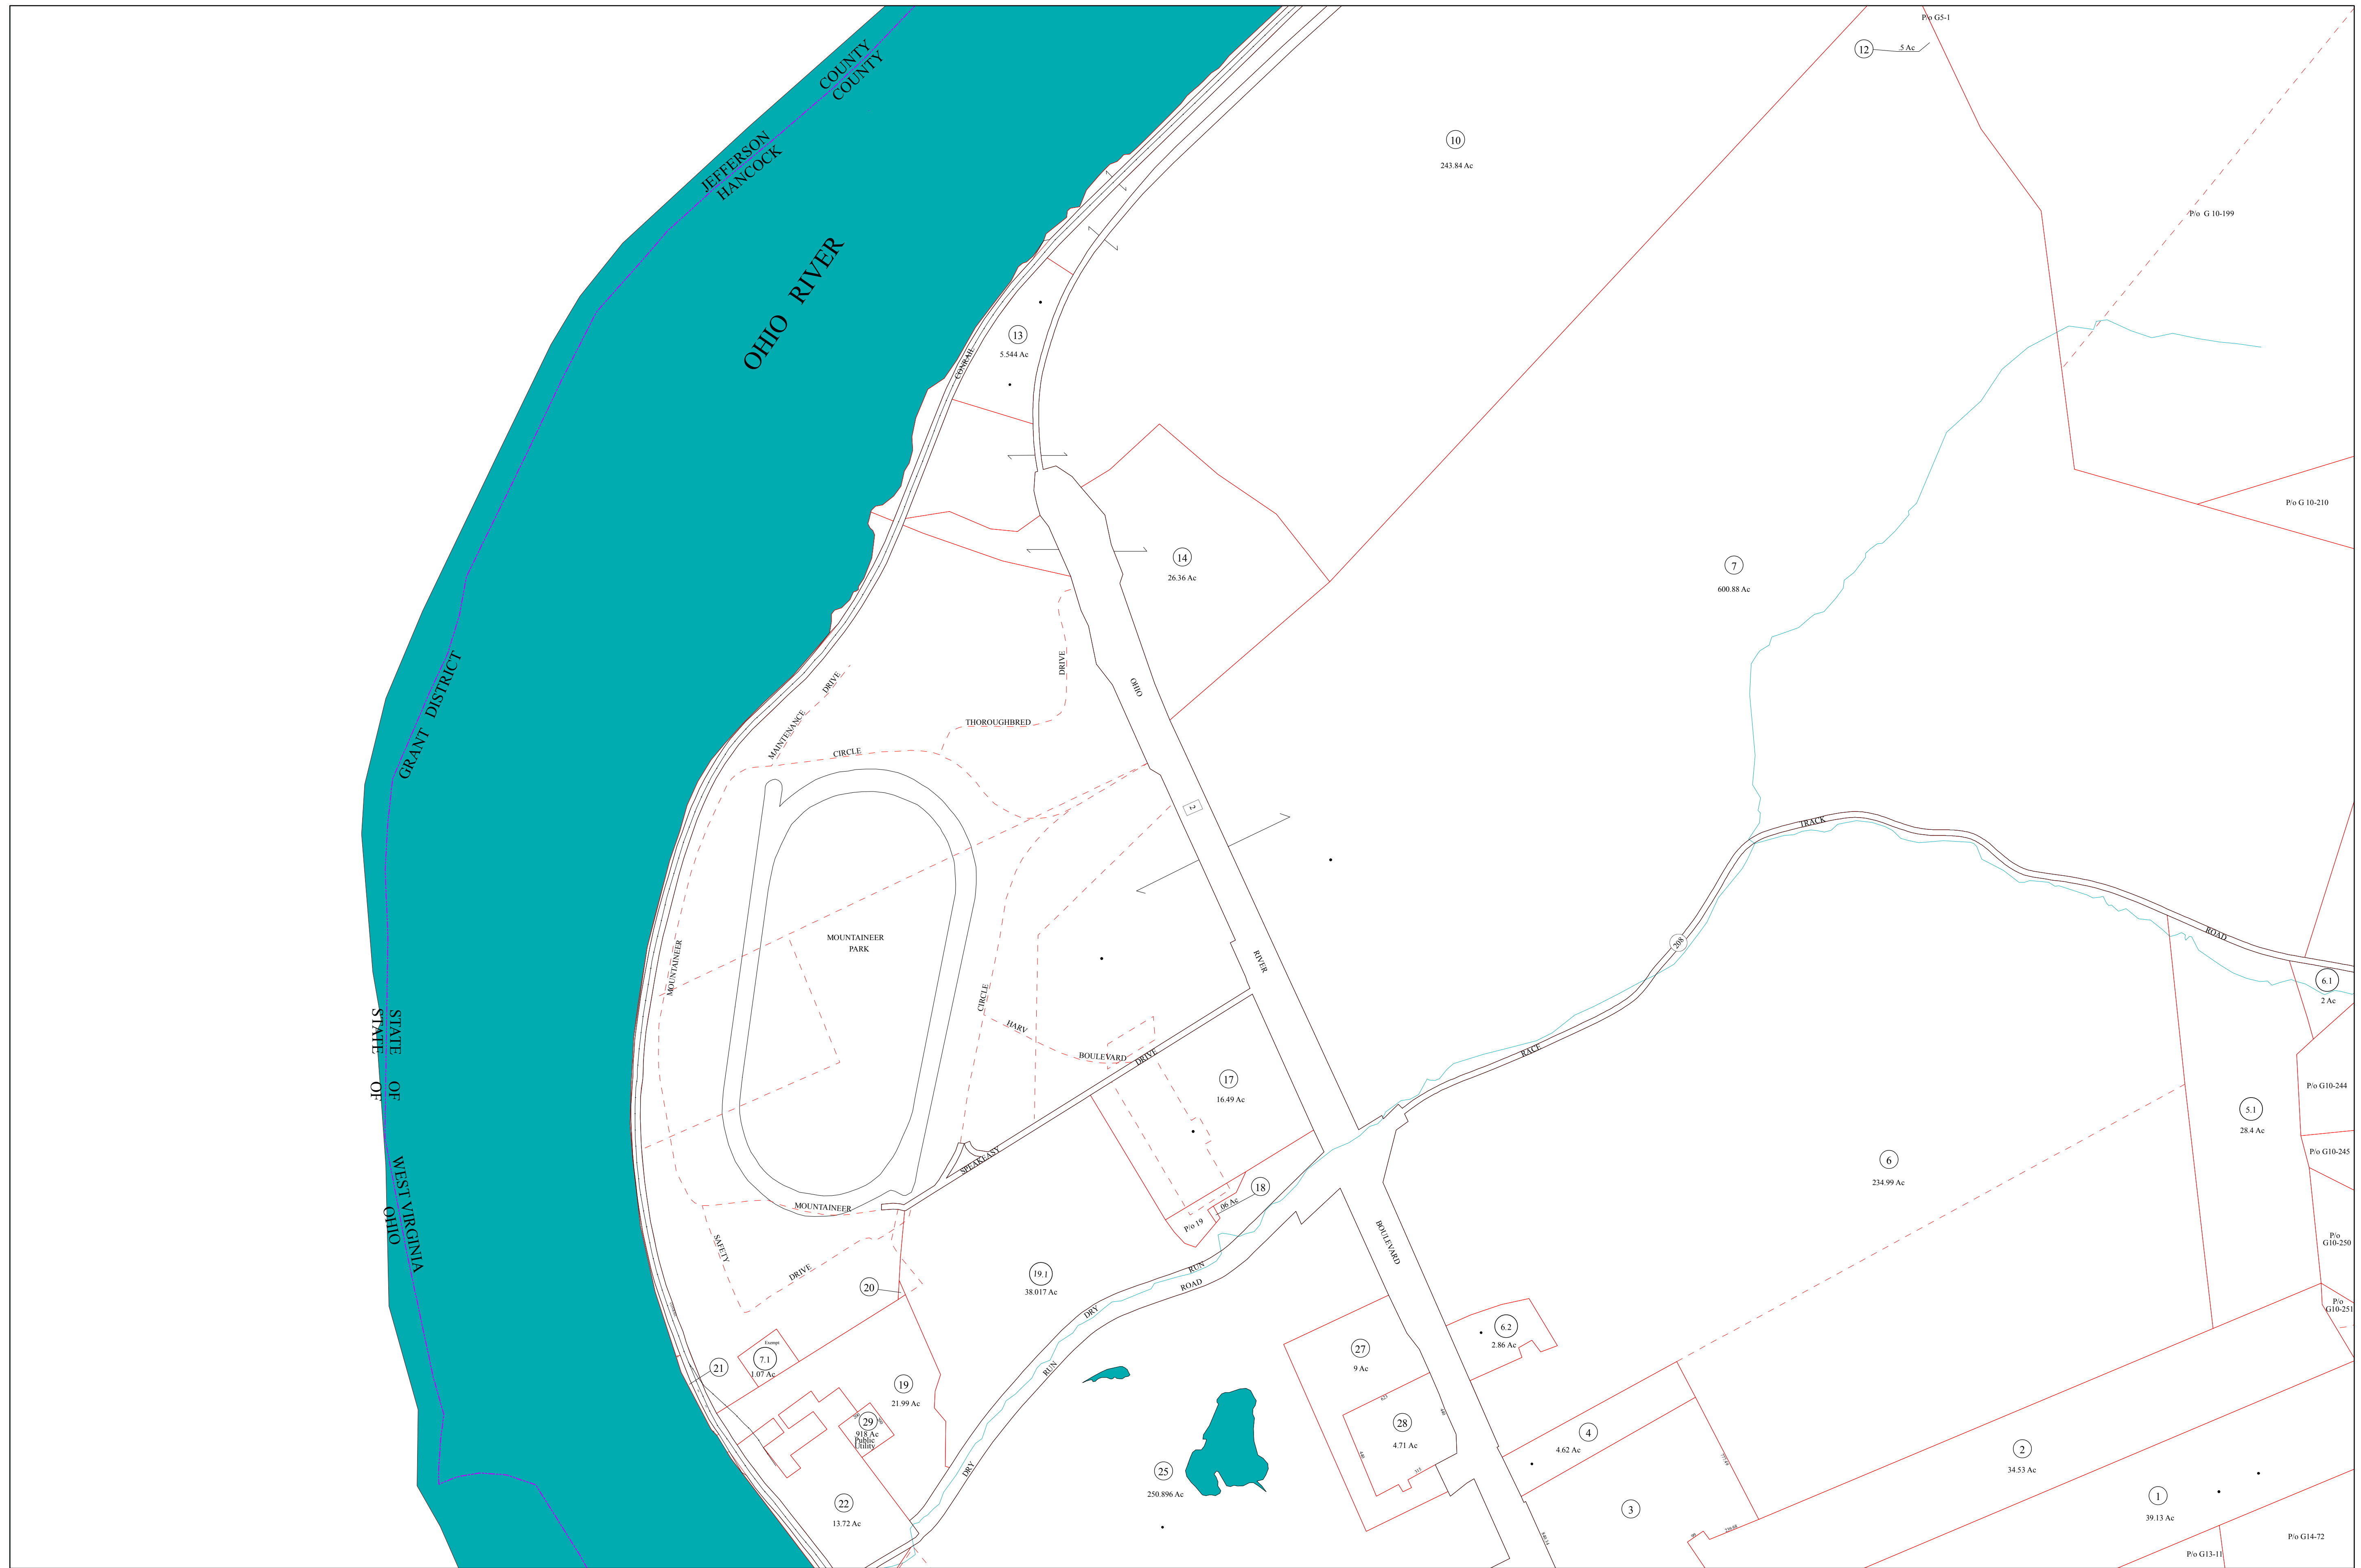 P/o G5-1
12
.5 Ac
COUNTY
COUNTY
JEFFERSON
HANCOCK
10
243.84 Ac
P/o G 10-199
OHIO RIVER
13
5.544 Ac
CONRAIL
P/o G 10-210
14
26.36 Ac
7
600.88 Ac
GRANT DISTRICT
DRIVE
MAINTENANCE
DRIVE
OHIO
THOROUGHBRED
CIRCLE
2
TRACK
MOUNTAINEER
PARK
MOUNTAINEER
208
ROAD
RIVER
6.1
2 Ac
CIRCLE
HARV
BOULEVARD
DRIVE
RACE
STATE OF WEST VIRGINIA
STATE OF OHIO
17
16.49 Ac
P/o G10-244
5.1
28.4 Ac
P/o G10-245
6
234.99 Ac
SPEAKEASY
18
.06 Ac
P/o 19
MOUNTAINEER
SAFETY
DRIVE
BOULEVARD
P/o
G10-250
20
19.1
38.017 Ac
RUN
ROAD
DRY
P/o
G10-251
Exempt
7.1
1.07 Ac
21
6.2
2.86 Ac
27
9 Ac
RUN
19
21.99 Ac
625
440
28
4.71 Ac
640
315
29
.918 Ac
Public
Utility
4
4.62 Ac
2
34.53 Ac
DRY
25
250.896 Ac
22
13.72 Ac
3
1
39.13 Ac
P/o G14-72
P/o G13-11